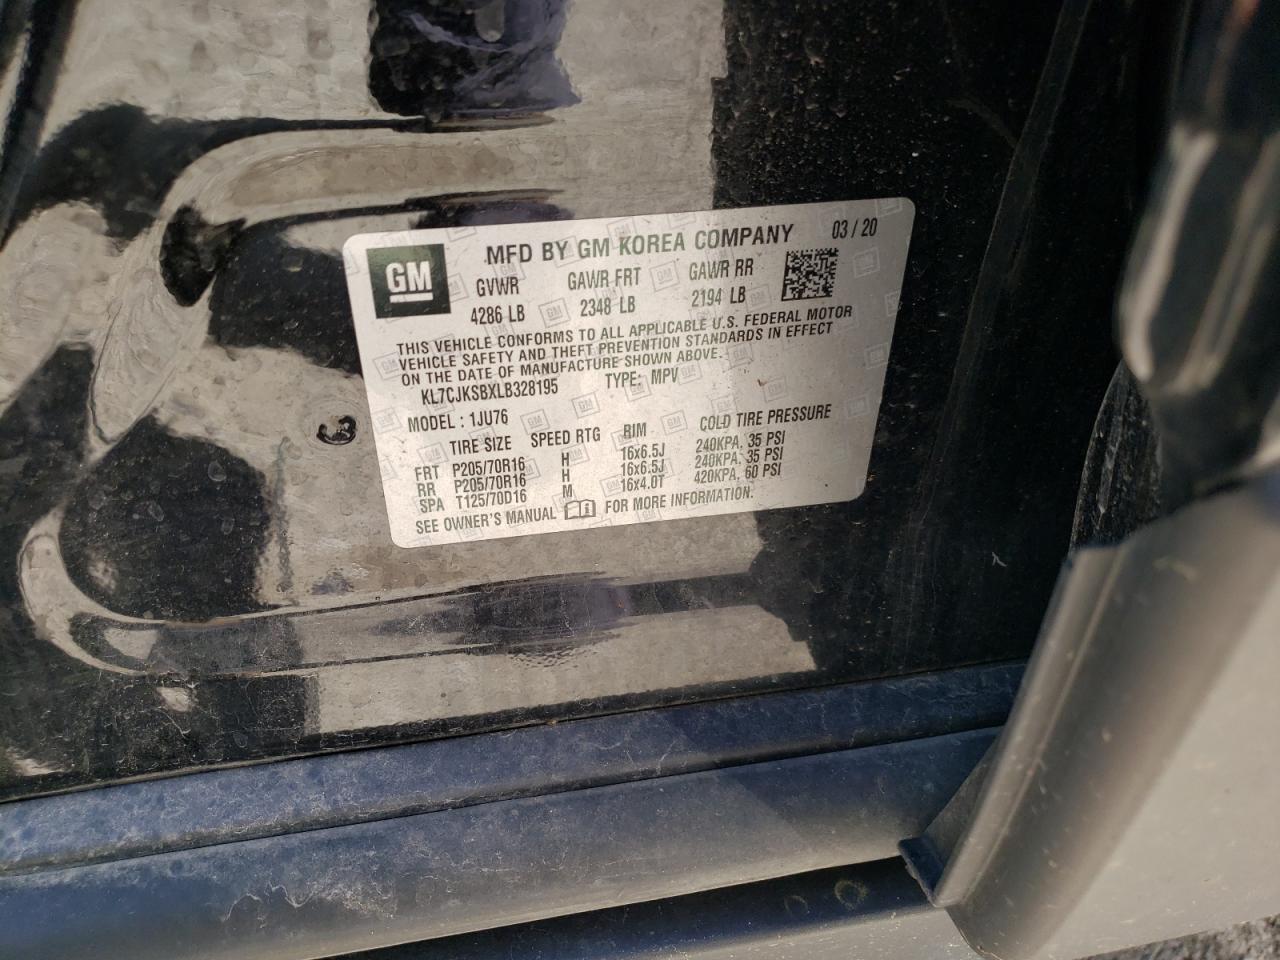 GM
MFD BY GM KOREA COMPANY 03 / 20
GVWR GAWR FRT GAWR RR
4286 LB 2348 LB 2194 LB
THIS VEHICLE CONFORMS TO ALL APPLICABLE U.S. FEDERAL MOTOR
VEHICLE SAFETY AND THEFT PREVENTION STANDARDS IN EFFECT
ON THE DATE OF MANUFACTURE SHOWN ABOVE.
KL7CJKSBXLB328195 TYPE: MPV
MODEL : 1JU76
TIRE SIZE SPEED RTG RIM COLD TIRE PRESSURE
FRT P205/70R16 H 16x6.5J 240KPA, 35 PSI
RR P205/70R16 H 16x6.5J 240KPA, 35 PSI
SPA T125/70D16 M 16x4.0T 420KPA, 60 PSI
SEE OWNER'S MANUAL FOR MORE INFORMATION.
3